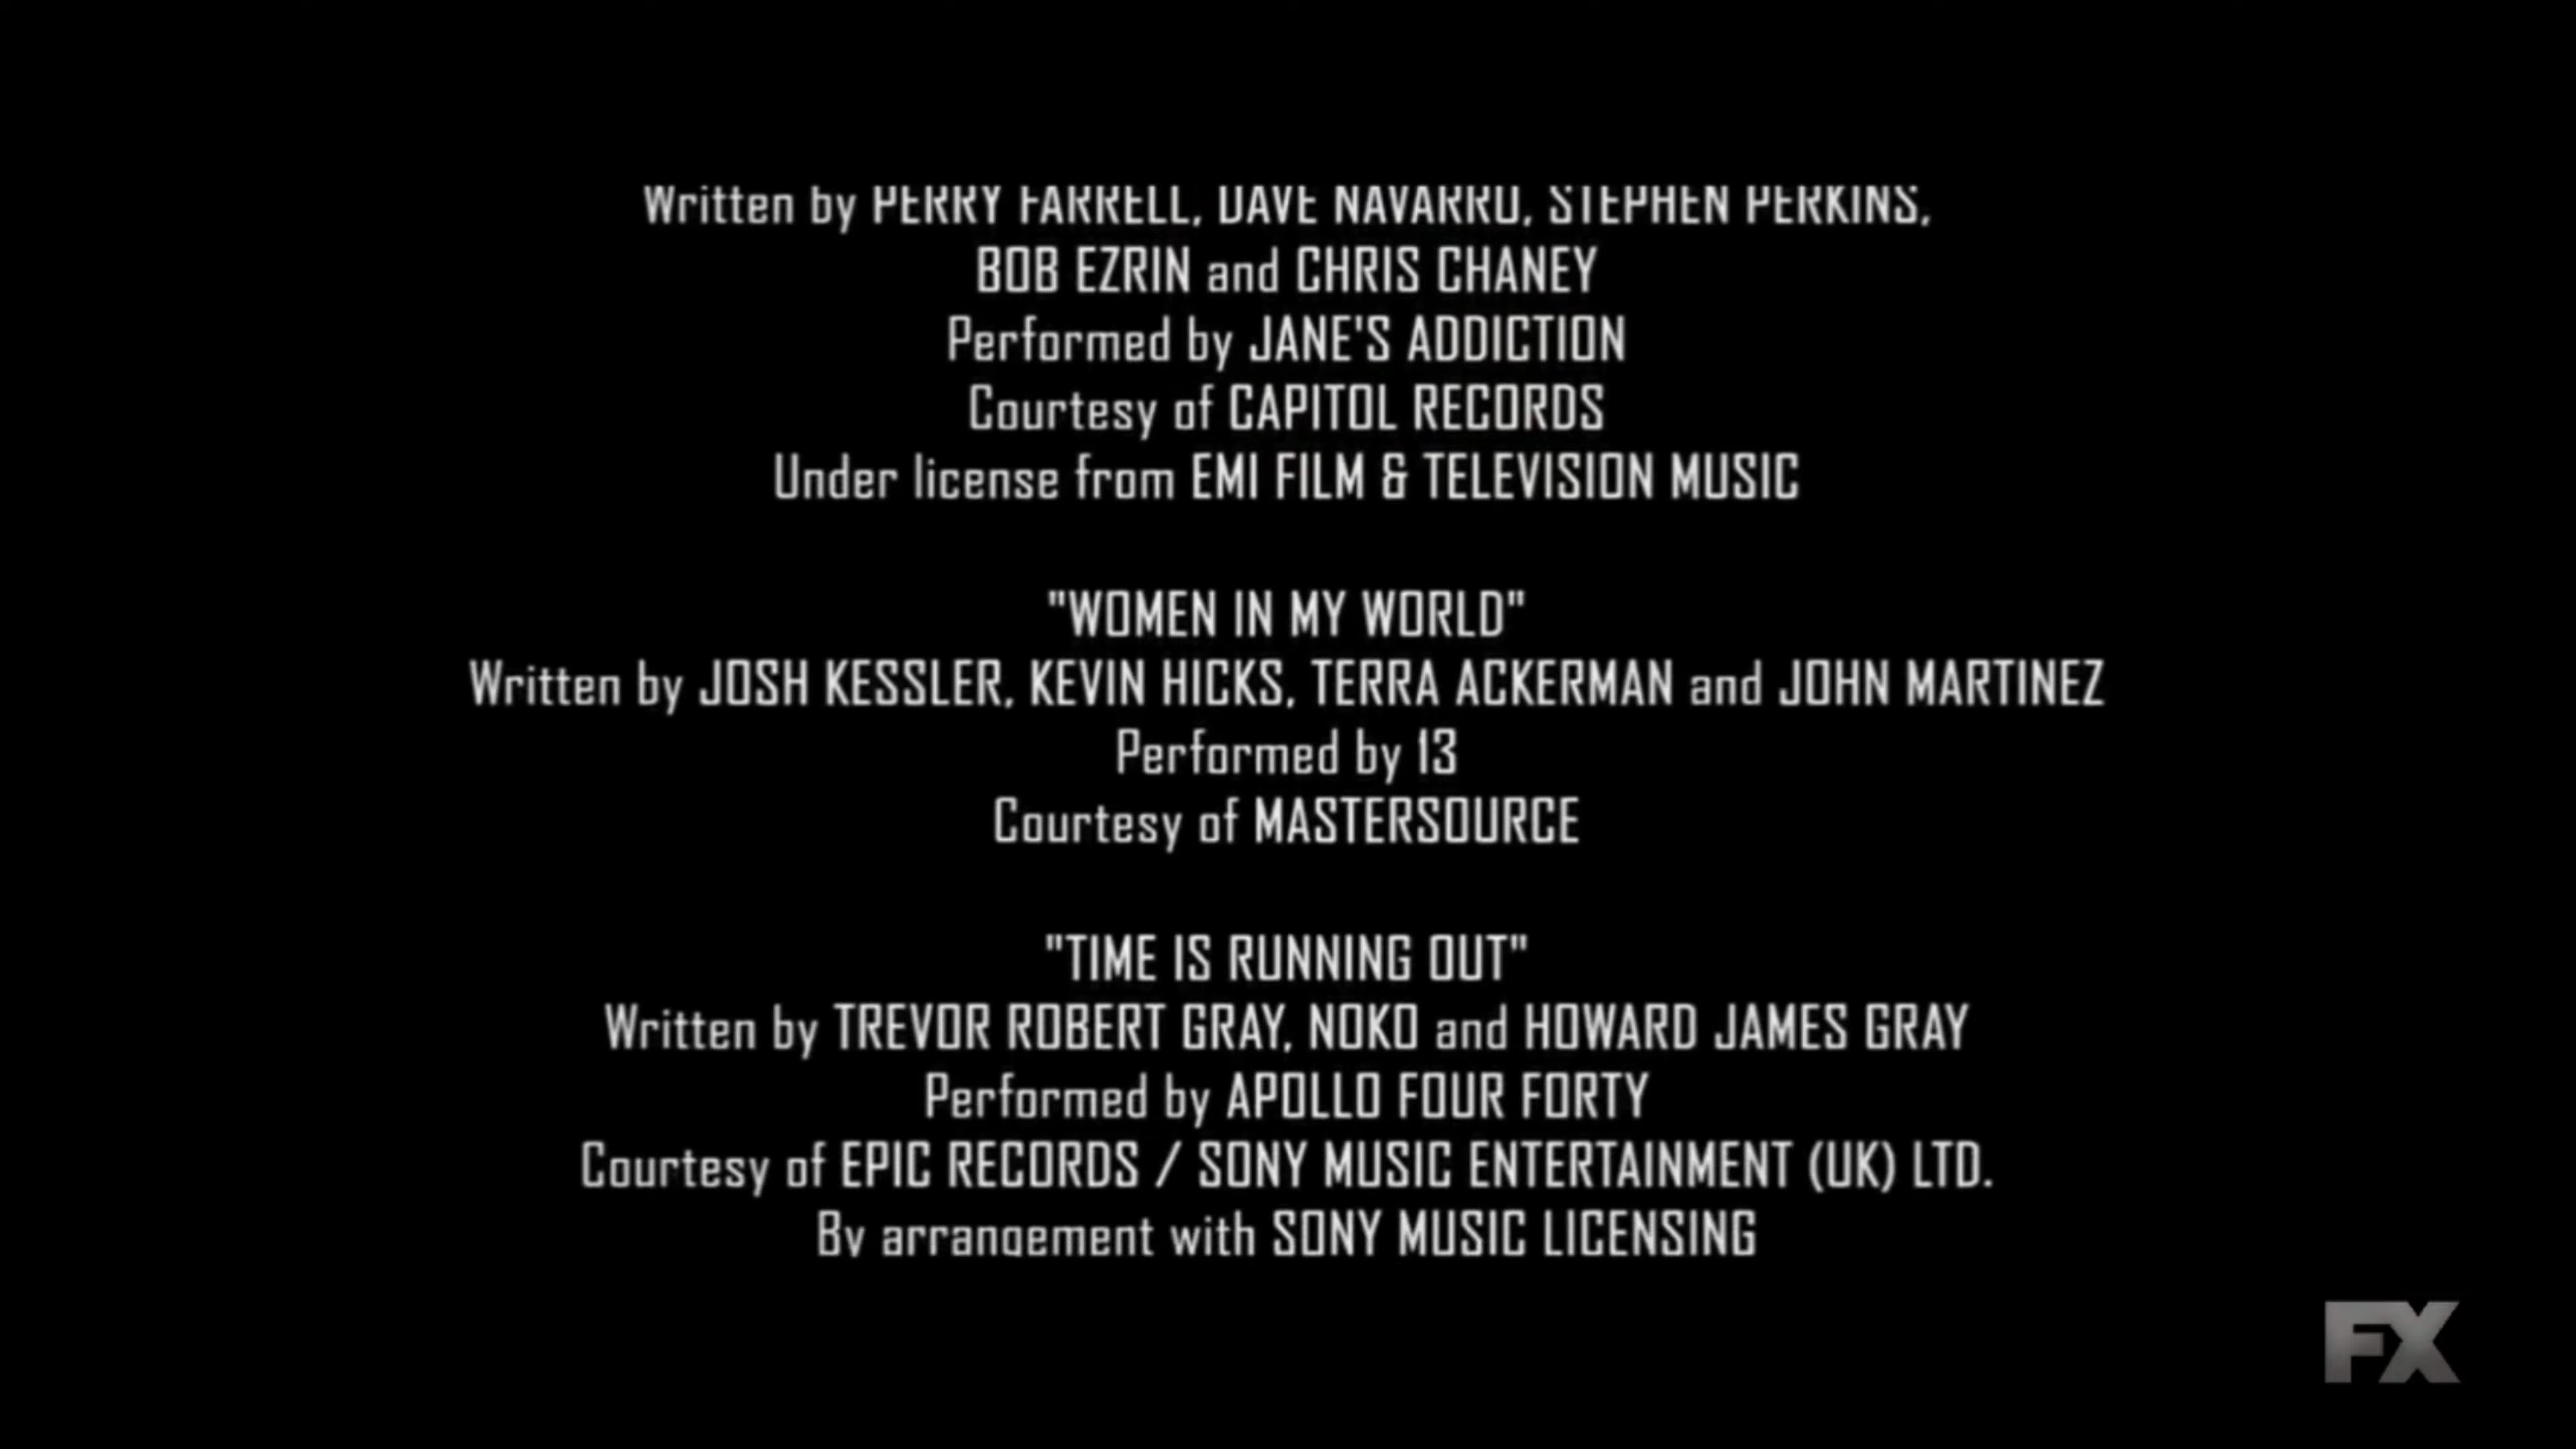 Written by PERRY FARRELL, DAVE NAVARRO, STEPHEN PERKINS,
BOB EZRIN and CHRIS CHANEY
Performed by JANE'S ADDICTION
Courtesy of CAPITOL RECORDS
Under license from EMI FILM & TELEVISION MUSIC
"WOMEN IN MY WORLD"
Written by JOSH KESSLER, KEVIN HICKS, TERRA ACKERMAN and JOHN MARTINEZ
Performed by 13
Courtesy of MASTERSOURCE
"TIME IS RUNNING OUT"
Written by TREVOR ROBERT GRAY, NOKO and HOWARD JAMES GRAY
Performed by APOLLO FOUR FORTY
Courtesy of EPIC RECORDS / SONY MUSIC ENTERTAINMENT (UK) LTD.
By arrangement with SONY MUSIC LICENSING
FX